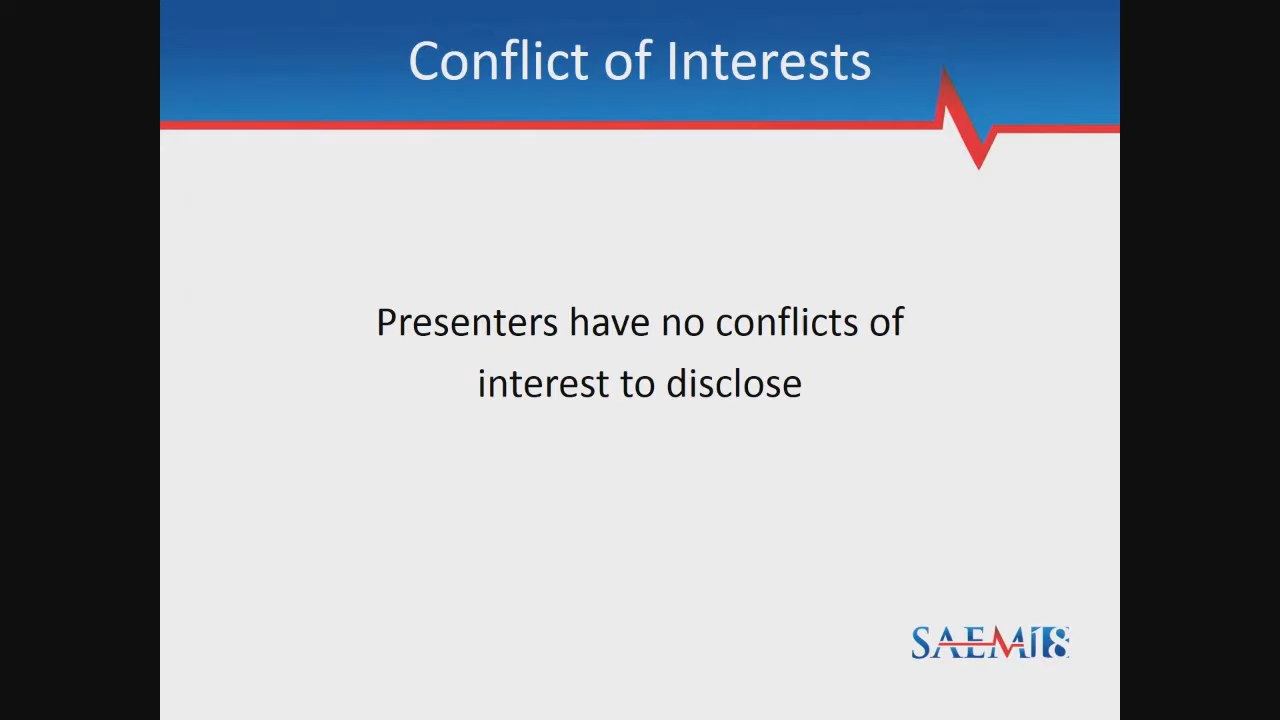 Conflict of Interests
Presenters have no conflicts of
interest to disclose
SAEM18